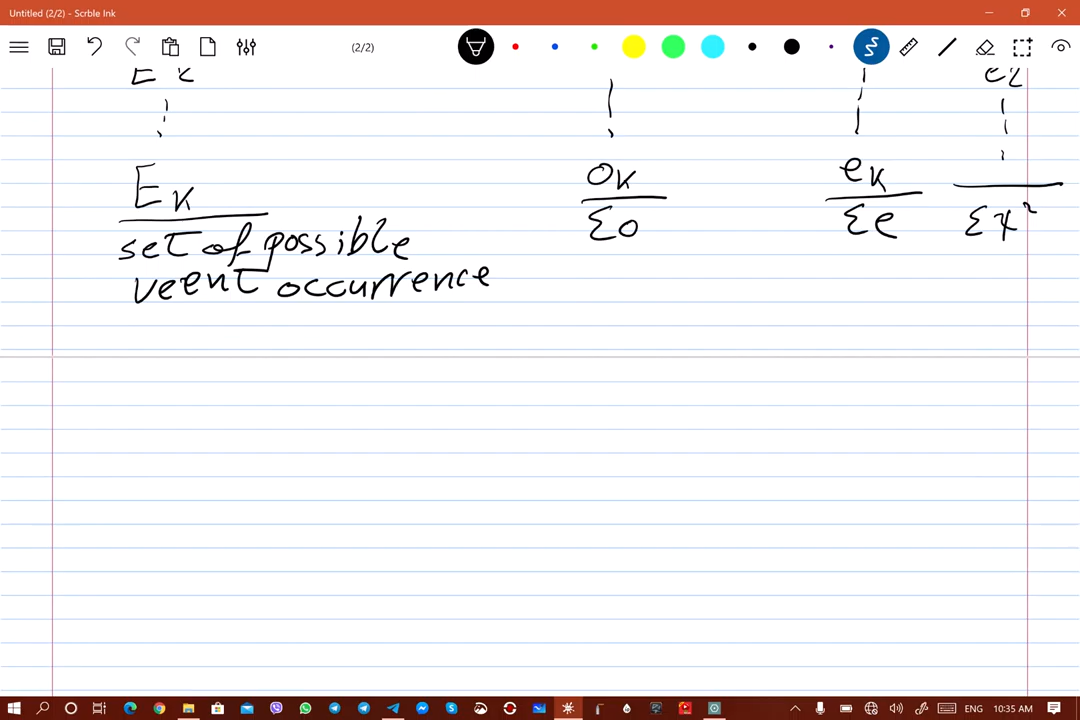 Untitled (2/2) - Scrble Ink
(2/2)
Ek
ok
ek
Σo
Σe
Σχ²
set of possible
veent occurrence
ENG
10:35 AM